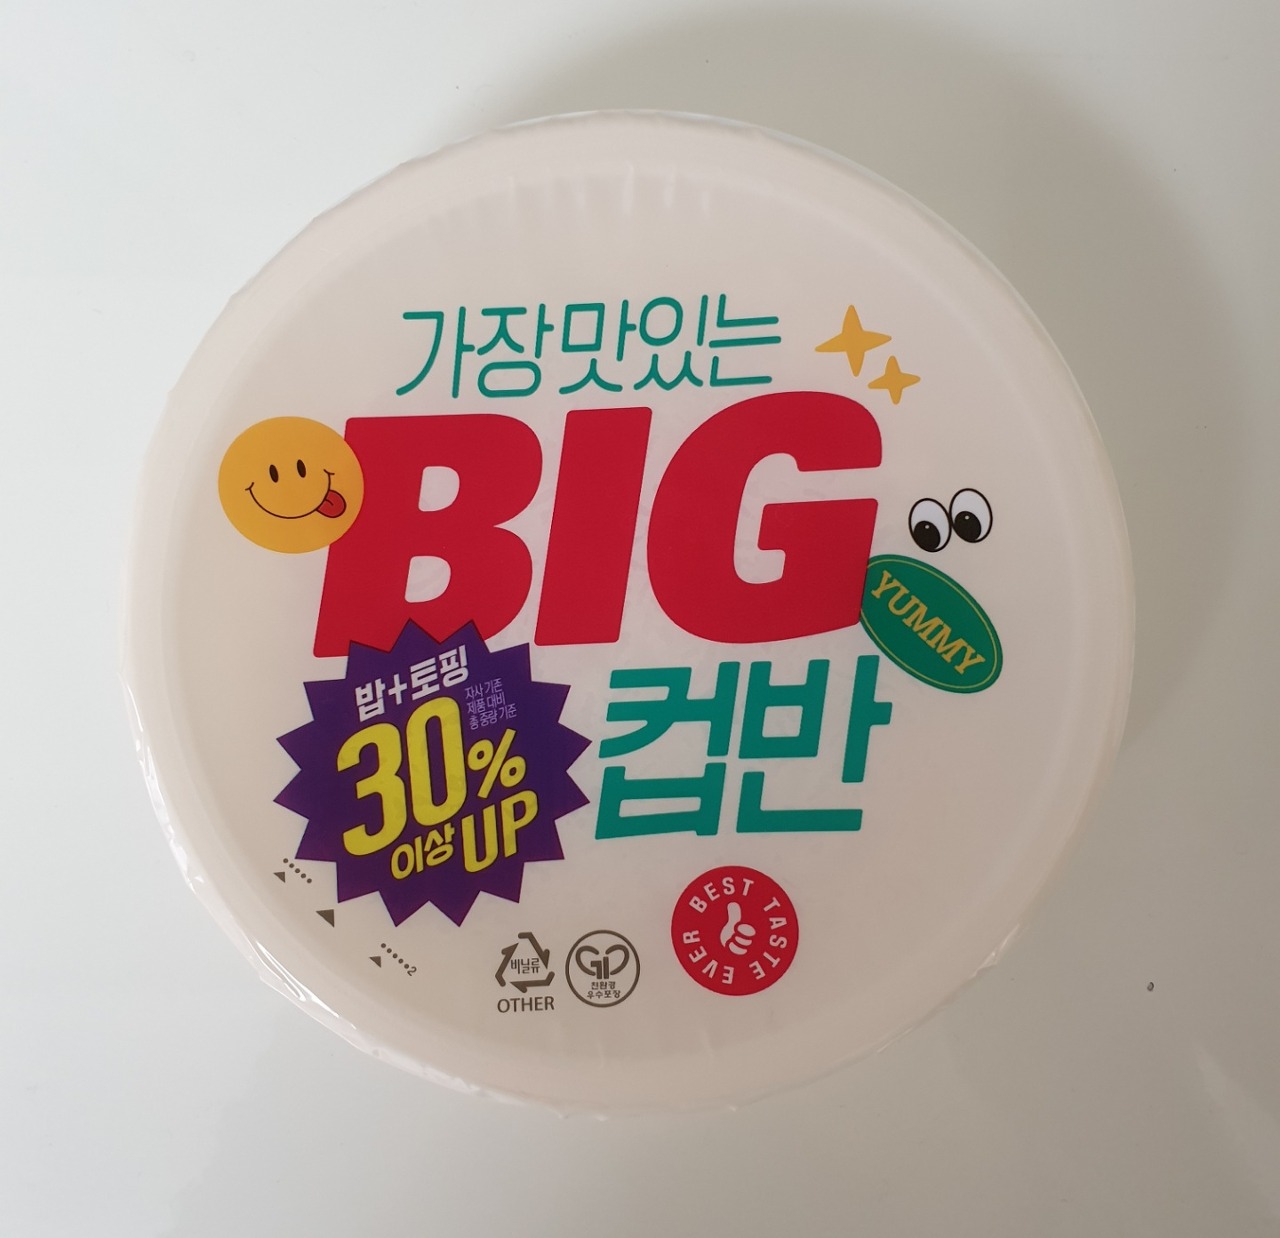 가장 맛있는
BIG
YUMMY
컵반
밥+토핑
자사 기존
제품 대비
총 중량 기준
30%
이상 UP
BEST TASTE EVER
비닐류
OTHER
친환경
우수포장
2